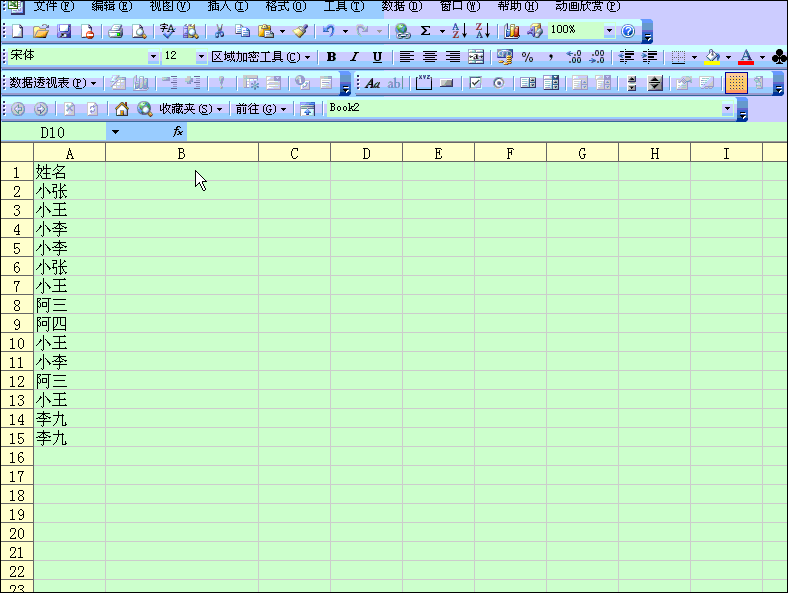 文件(F) 编辑(E) 视图(V) 插入(I) 格式(O) 工具(T) 数据(D) 窗口(W) 帮助(H) 动画欣赏(P)
100%
宋体 12 区域加密工具(C) B I U
数据透视表(P)
收藏夹(S) 前往(G) Book2
D10 fx
A B C D E F G H I
1 姓名
2 小张
3 小王
4 小李
5 小李
6 小张
7 小王
8 阿三
9 阿四
10 小王
11 小李
12 阿三
13 小王
14 李九
15 李九
16
17
18
19
20
21
22
23